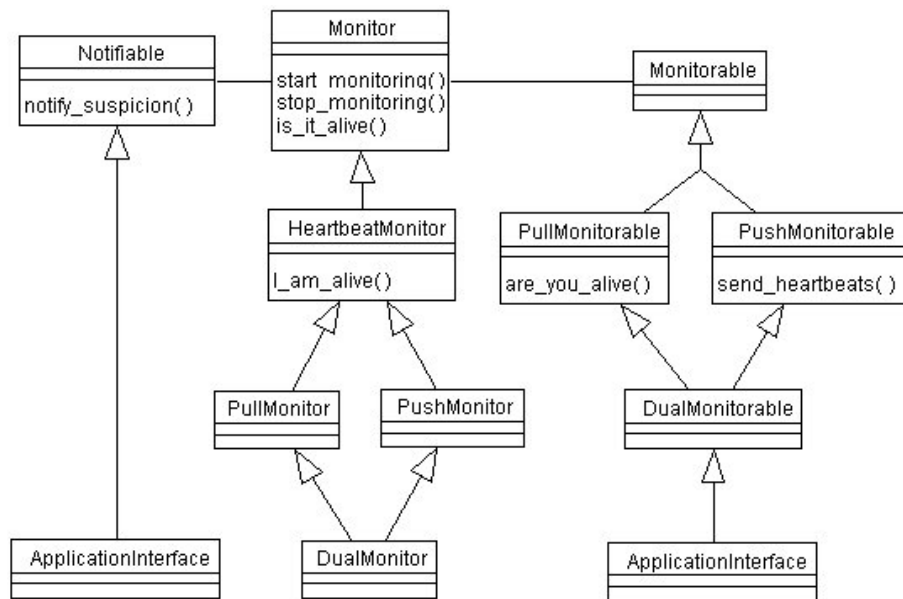 Monitor
start_monitoring()
stop_monitoring()
is_it_alive()
Notifiable
notify_suspicion()
Monitorable
HeartbeatMonitor
I_am_alive()
PullMonitorable
are_you_alive()
PushMonitorable
send_heartbeats()
PullMonitor
PushMonitor
DualMonitorable
ApplicationInterface
DualMonitor
ApplicationInterface